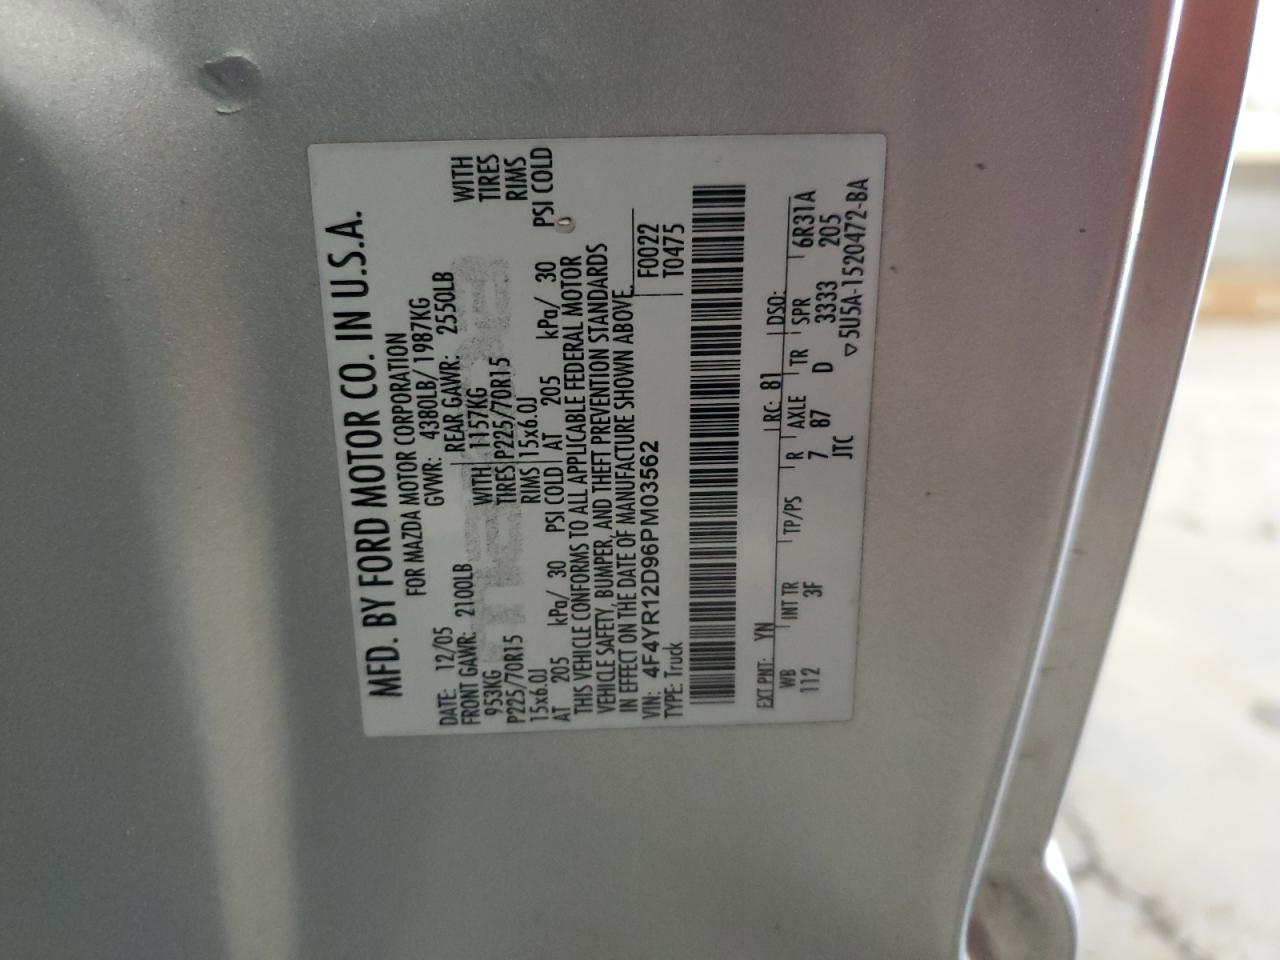 MFD. BY FORD MOTOR CO. IN U.S.A.
FOR MAZDA MOTOR CORPORATION
DATE: 12/05 GVWR: 4380LB/ 1987KG
FRONT GAWR: 2100LB REAR GAWR: 2550LB
953KG WITH 1157KG WITH
P225/70R15 TIRES P225/70R15 TIRES
15x6.0J RIMS 15x6.0J RIMS
AT 205 kPa/ 30 PSI COLD AT 205 kPa/ 30 PSI COLD
THIS VEHICLE CONFORMS TO ALL APPLICABLE FEDERAL MOTOR
VEHICLE SAFETY, BUMPER, AND THEFT PREVENTION STANDARDS
IN EFFECT ON THE DATE OF MANUFACTURE SHOWN ABOVE.
VIN: 4F4YR12D96PM03562 F0022
TYPE: Truck T0475
EXT PNT: YN RC: 81 DSO:
WB INT TR TP/PS R AXLE TR SPR 6R31A
112 3F 7 87 D 3333 205
JTC ▽5U5A-1520472-BA